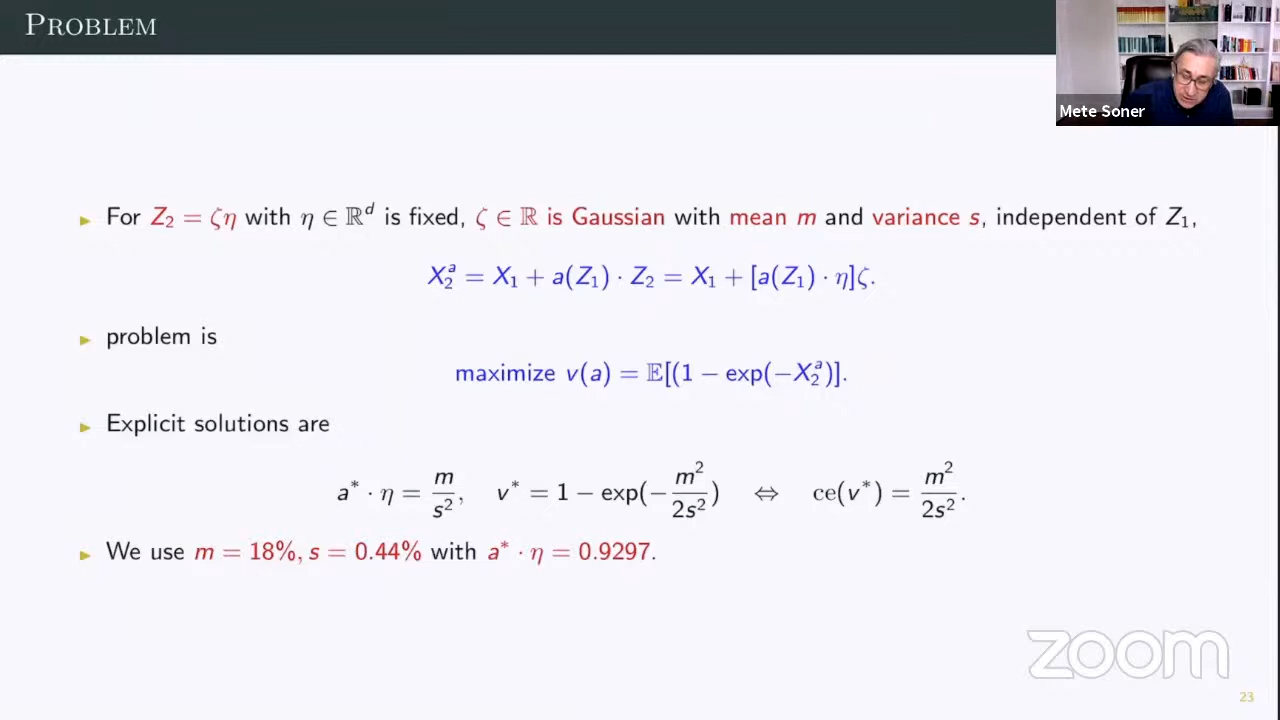 PROBLEM
Mete Soner
► For Z₂ = ζη with η ∈ ℝᵈ is fixed, ζ ∈ ℝ is Gaussian with mean m and variance s, independent of Z₁,
X₂ᵃ = X₁ + a(Z₁) · Z₂ = X₁ + [a(Z₁) · η]ζ.
► problem is
maximize v(a) = 𝔼[(1 − exp(−X₂ᵃ)].
► Explicit solutions are
a* · η = m/s², v* = 1 − exp(−m²/2s²) ⇔ ce(v*) = m²/2s².
► We use m = 18%, s = 0.44% with a* · η = 0.9297.
zoom
23